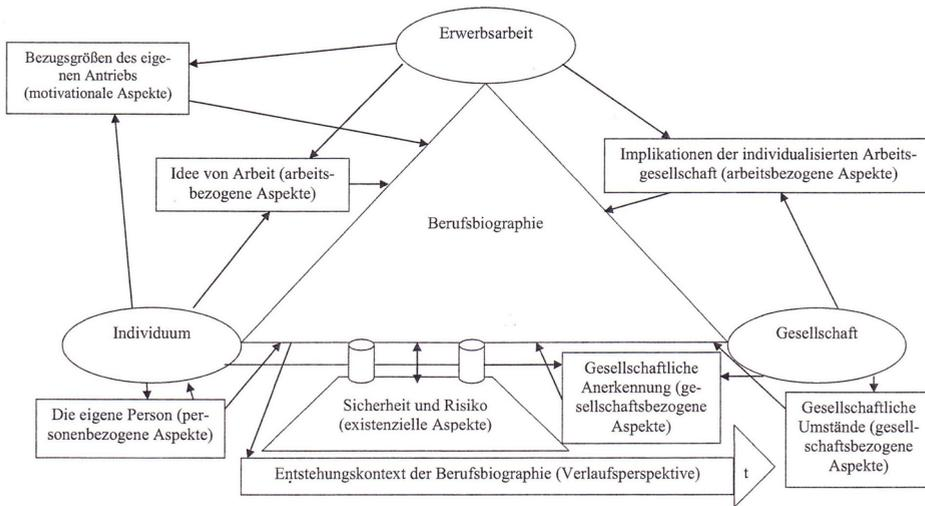 Erwerbsarbeit
Bezugsgrößen des eige-
nen Antriebs
(motivationale Aspekte)
Idee von Arbeit (arbeits-
bezogene Aspekte)
Implikationen der individualisierten Arbeits-
gesellschaft (arbeitsbezogene Aspekte)
Berufsbiographie
Individuum
Gesellschaft
Die eigene Person (per-
sonenbezogene Aspekte)
Sicherheit und Risiko
(existenzielle Aspekte)
Gesellschaftliche
Anerkennung (ge-
sellschaftsbezogene
Aspekte)
Gesellschaftliche
Umstände (gesell-
schaftsbezogene
Aspekte)
Entstehungskontext der Berufsbiographie (Verlaufsperspektive)
t